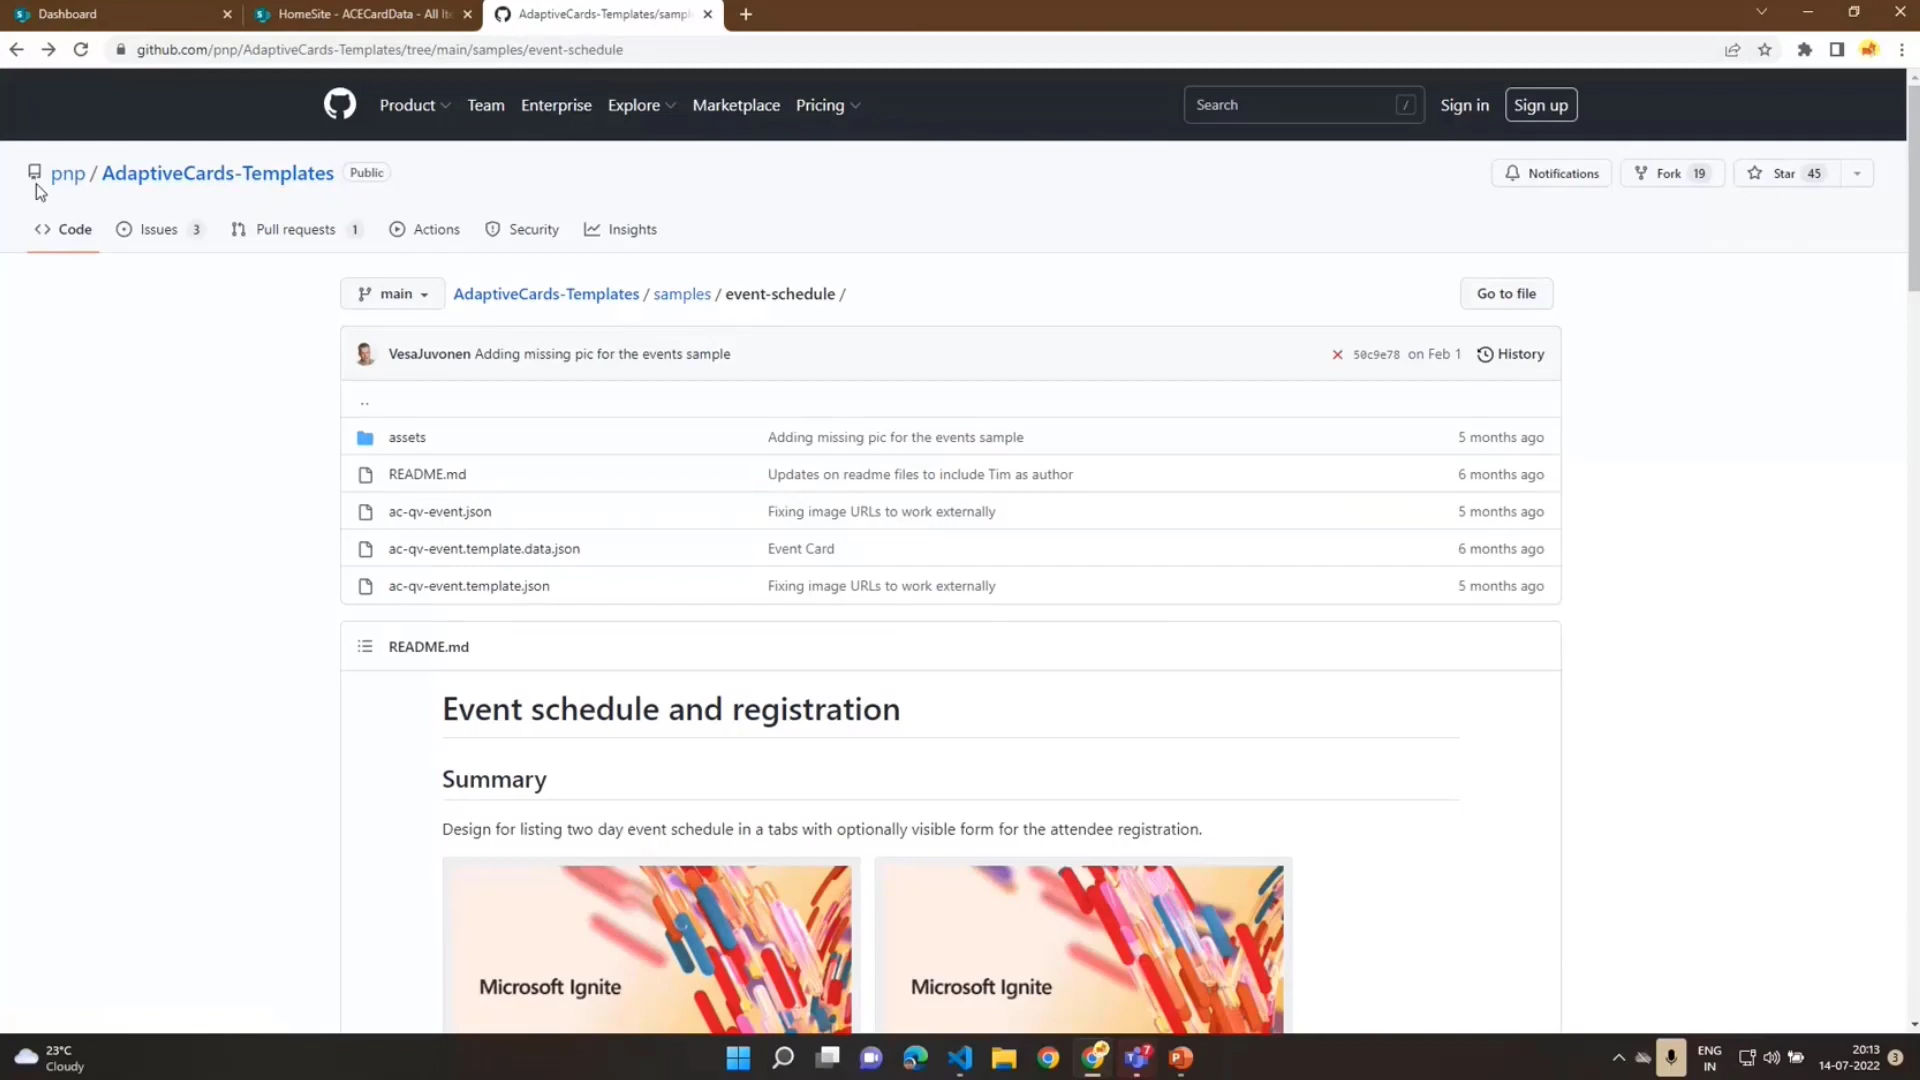 Dashboard
HomeSite - ACECardData - All Ite
AdaptiveCards-Templates/sampl
github.com/pnp/AdaptiveCards-Templates/tree/main/samples/event-schedule
Product Team Enterprise Explore Marketplace Pricing
Search /
Sign in Sign up
pnp / AdaptiveCards-Templates Public
Notifications Fork 19 Star 45
Code Issues 3 Pull requests 1 Actions Security Insights
main AdaptiveCards-Templates / samples / event-schedule / Go to file
VesaJuvonen Adding missing pic for the events sample 50c9e78 on Feb 1 History
..
assets Adding missing pic for the events sample 5 months ago
README.md Updates on readme files to include Tim as author 6 months ago
ac-qv-event.json Fixing image URLs to work externally 5 months ago
ac-qv-event.template.data.json Event Card 6 months ago
ac-qv-event.template.json Fixing image URLs to work externally 5 months ago
README.md
Event schedule and registration
Summary
Design for listing two day event schedule in a tabs with optionally visible form for the attendee registration.
Microsoft Ignite Microsoft Ignite
23°C
Cloudy
7
ENG
IN
20:13
14-07-2022
3